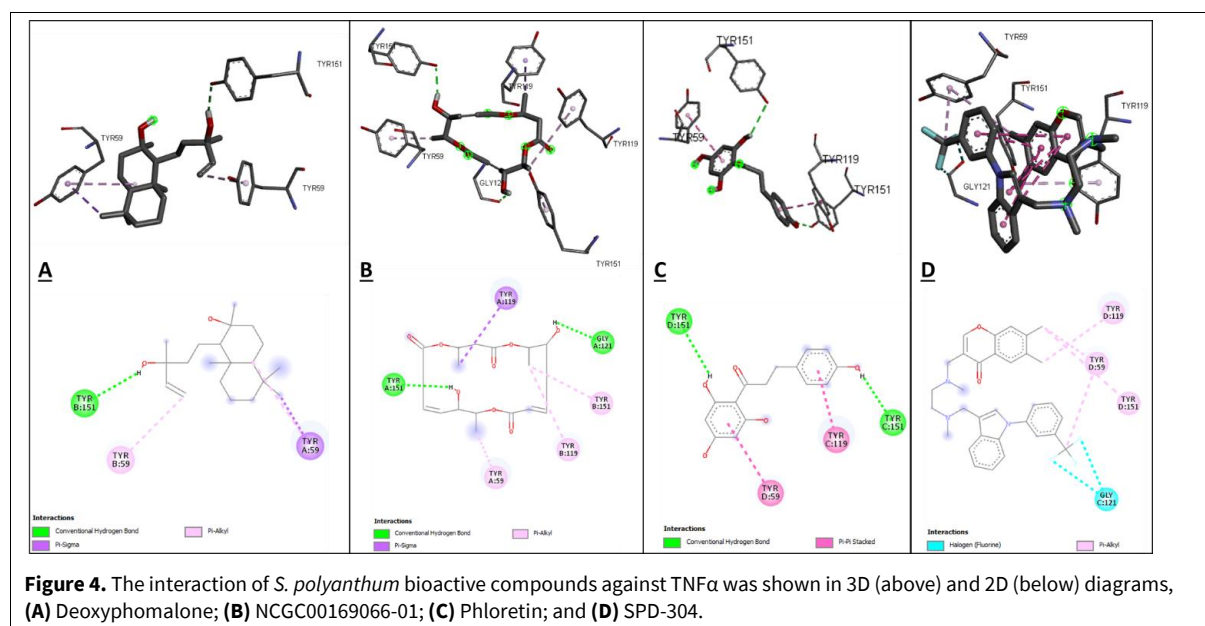 TYR151
TYR59
TYR59
A
TYR151
TYR119
TYR119
TYR59
GLY12
TYR151
B
TYR151
TYR59
TYR119
TYR151
C
TYR59
TYR151
TYR119
GLY121
D
TYR
B:151
TYR
B:59
TYR
A:59
Interactions
Conventional Hydrogen Bond
Pi-Sigma
Pi-Alkyl
TYR
A:119
GLY
A:121
TYR
A:151
TYR
B:151
TYR
B:119
TYR
A:59
Interactions
Conventional Hydrogen Bond
Pi-Sigma
Pi-Alkyl
TYR
D:151
TYR
C:151
TYR
C:119
TYR
D:59
Interactions
Conventional Hydrogen Bond
Pi-Pi Stacked
TYR
D:119
TYR
D:59
TYR
D:151
GLY
C:121
Interactions
Halogen (Fluorine)
Pi-Alkyl
Figure 4. The interaction of S. polyanthum bioactive compounds against TNFα was shown in 3D (above) and 2D (below) diagrams,
(A) Deoxyphomalone; (B) NCGC00169066-01; (C) Phloretin; and (D) SPD-304.